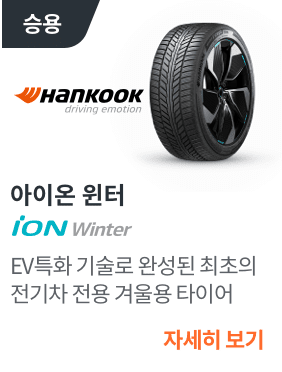 승용
HANKOOK
driving emotion
아이온 윈터
iON Winter
EV특화 기술로 완성된 최초의
전기차 전용 겨울용 타이어
자세히 보기